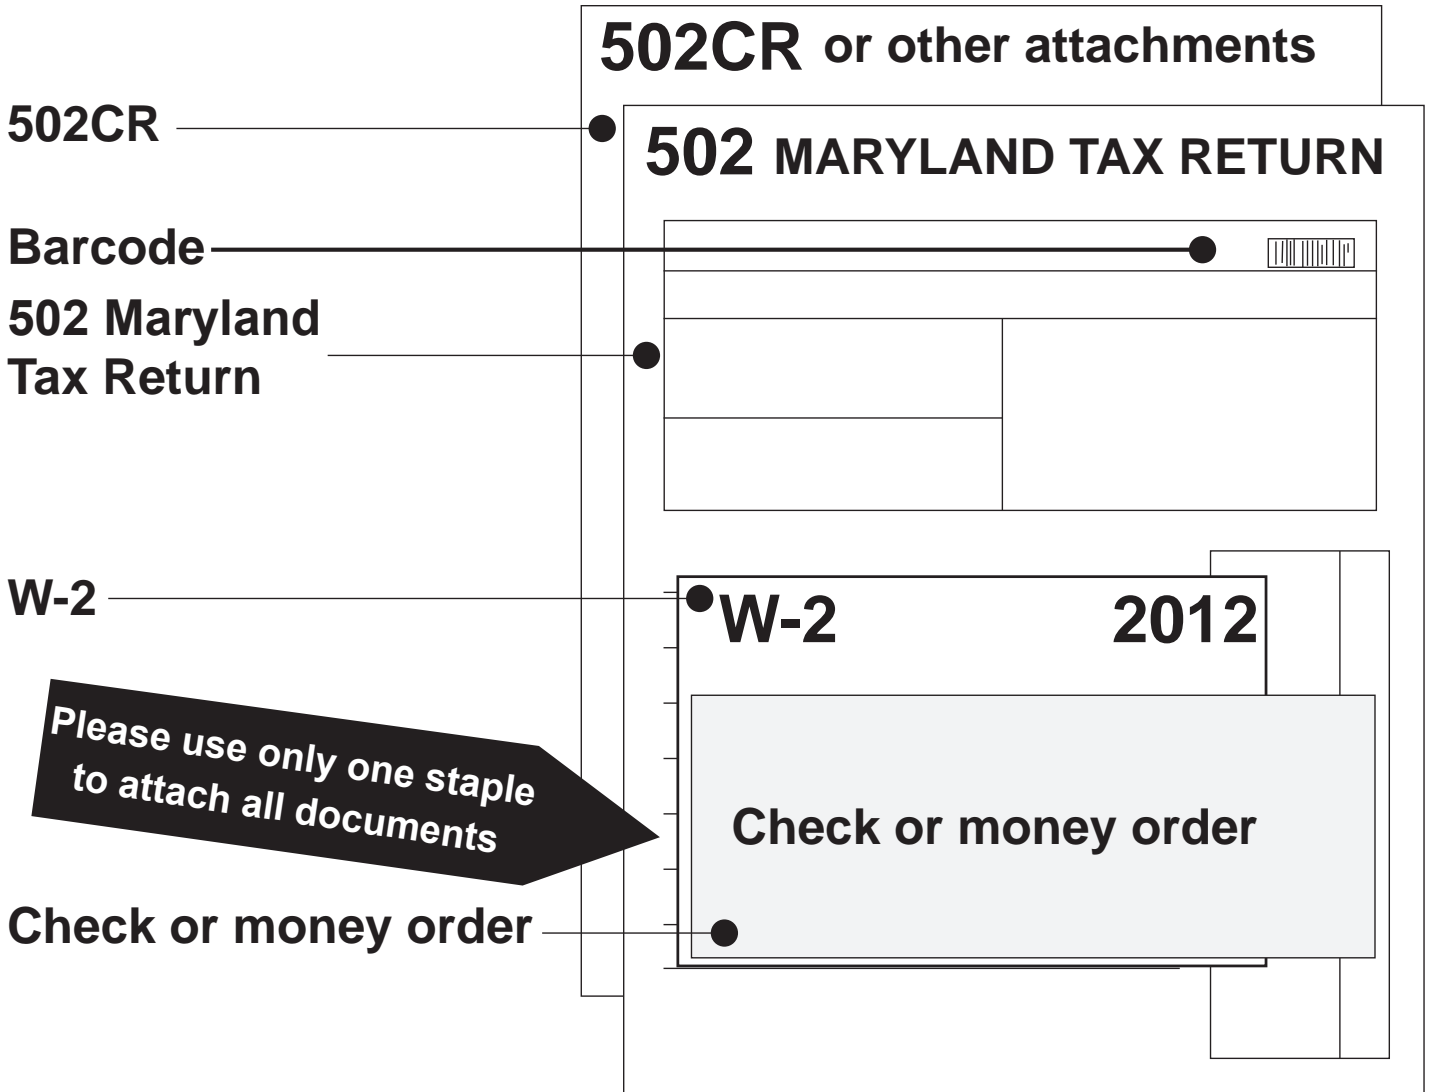 502CR or other attachments
502CR
502 MARYLAND TAX RETURN
Barcode
502 Maryland
Tax Return
W-2
W-2 2012
Please use only one staple
to attach all documents
Check or money order
Check or money order